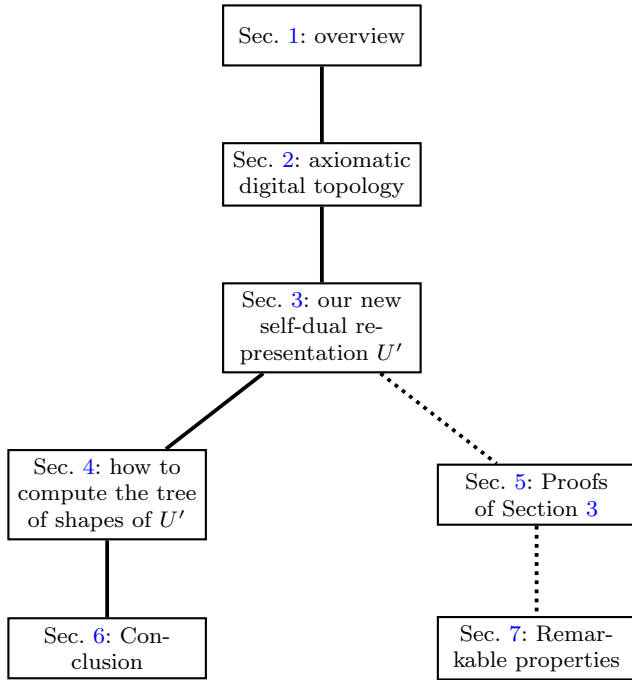 Sec. 1: overview
Sec. 2: axiomatic
digital topology
Sec. 3: our new
self-dual re-
presentation U′
Sec. 4: how to
compute the tree
of shapes of U′
Sec. 5: Proofs
of Section 3
Sec. 6: Con-
clusion
Sec. 7: Remar-
kable properties